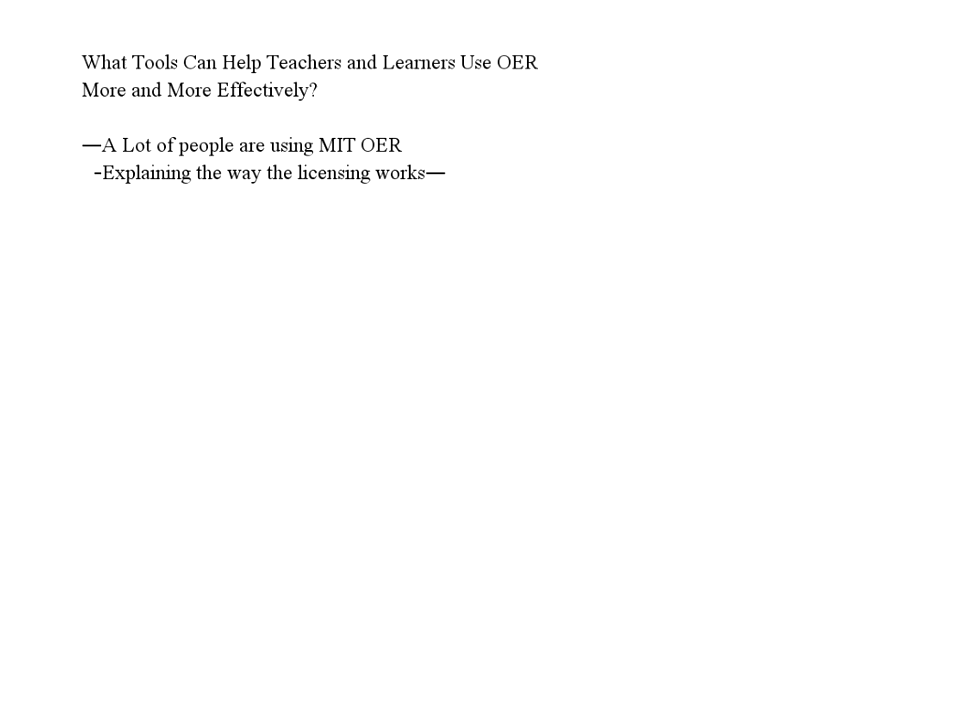 What Tools Can Help Teachers and Learners Use OER
More and More Effectively?
—A Lot of people are using MIT OER
-Explaining the way the licensing works—